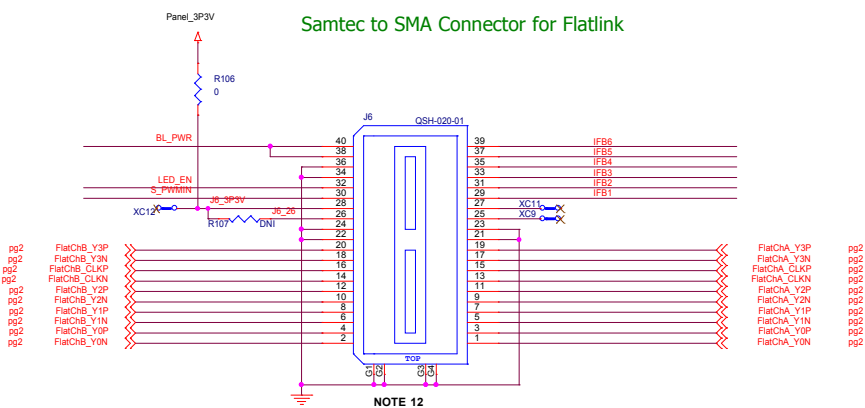 Panel_3P3V
Samtec to SMA Connector for Flatlink
R106
0
J6
QSH-020-01
BL_PWR
40
39
IFB6
38
37
IFB5
36
35
IFB4
34
33
IFB3
LED_EN
32
31
IFB2
S_PWMIN
30
29
IFB1
XC12
J6_3P3V
28
27
XC11
R107
DNI
J6_26
26
25
XC9
24
23
22
21
pg2
FlatChB_Y3P
20
19
FlatChA_Y3P
pg2
pg2
FlatChB_Y3N
18
17
FlatChA_Y3N
pg2
pg2
FlatChB_CLKP
16
15
FlatChA_CLKP
pg2
pg2
FlatChB_CLKN
14
13
FlatChA_CLKN
pg2
pg2
FlatChB_Y2P
12
11
FlatChA_Y2P
pg2
pg2
FlatChB_Y2N
10
9
FlatChA_Y2N
pg2
pg2
FlatChB_Y1P
8
7
FlatChA_Y1P
pg2
pg2
FlatChB_Y1N
6
5
FlatChA_Y1N
pg2
pg2
FlatChB_Y0P
4
3
FlatChA_Y0P
pg2
pg2
FlatChB_Y0N
2
1
FlatChA_Y0N
pg2
TOP
G1
G2
G3
G4
NOTE 12